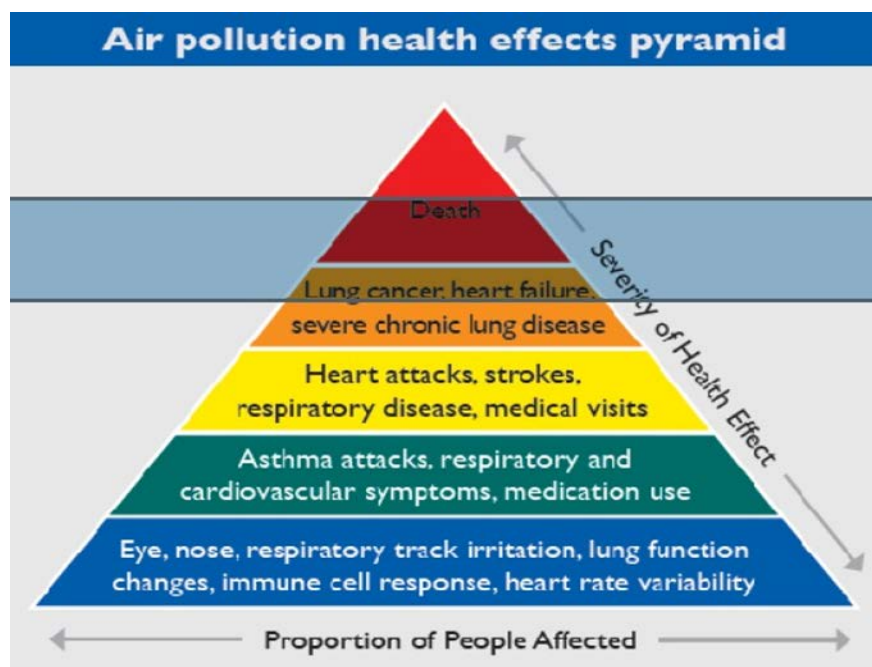 Air pollution health effects pyramid
Death
Lung cancer, heart failure,
severe chronic lung disease
Heart attacks, strokes,
respiratory disease, medical visits
Asthma attacks, respiratory and
cardiovascular symptoms, medication use
Eye, nose, respiratory track irritation, lung function
changes, immune cell response, heart rate variability
Severity of Health Effect
Proportion of People Affected